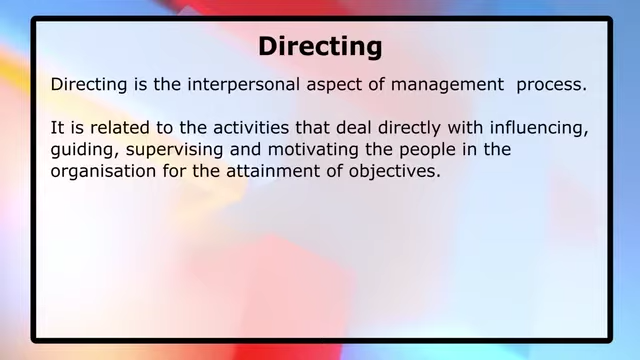 Directing
Directing is the interpersonal aspect of management  process.
It is related to the activities that deal directly with influencing,
guiding, supervising and motivating the people in the
organisation for the attainment of objectives.